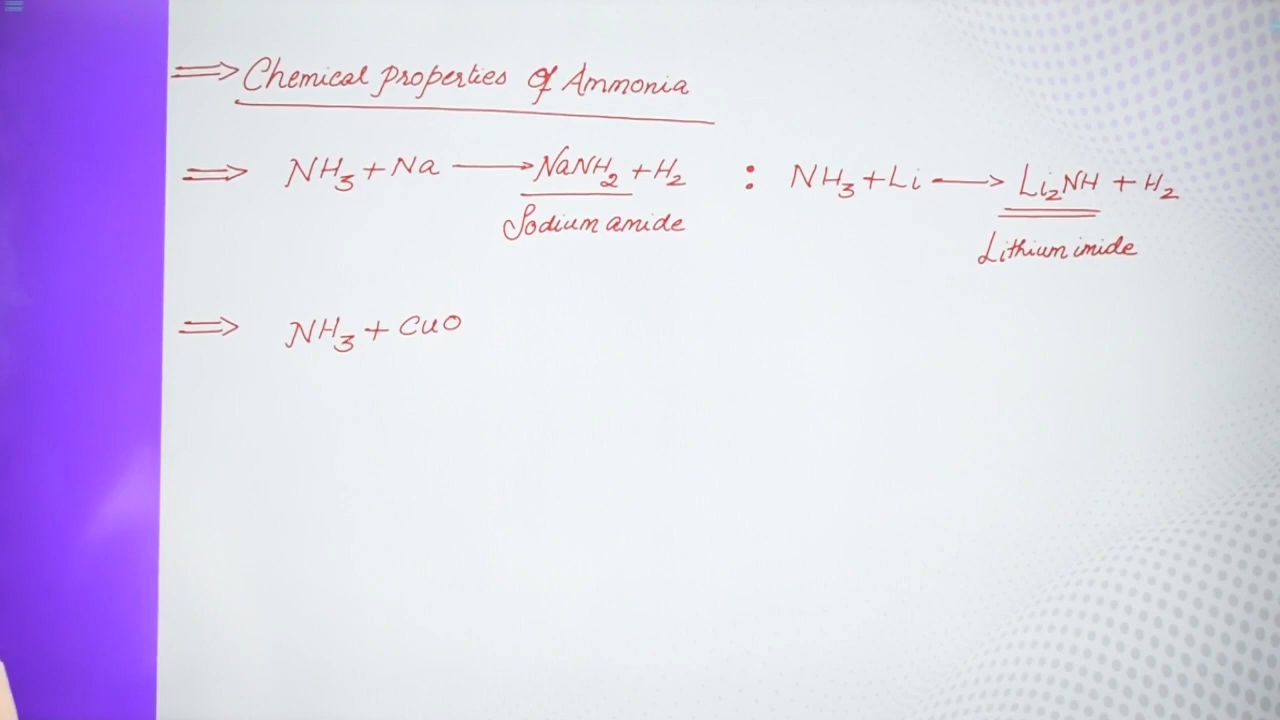 ⇒ Chemical properties of Ammonia
⇒ NH₃ + Na ⟶ NaNH₂ + H₂ : NH₃ + Li ⟶ Li₂NH + H₂
Sodium amide
Lithium imide
⇒ NH₃ + CuO